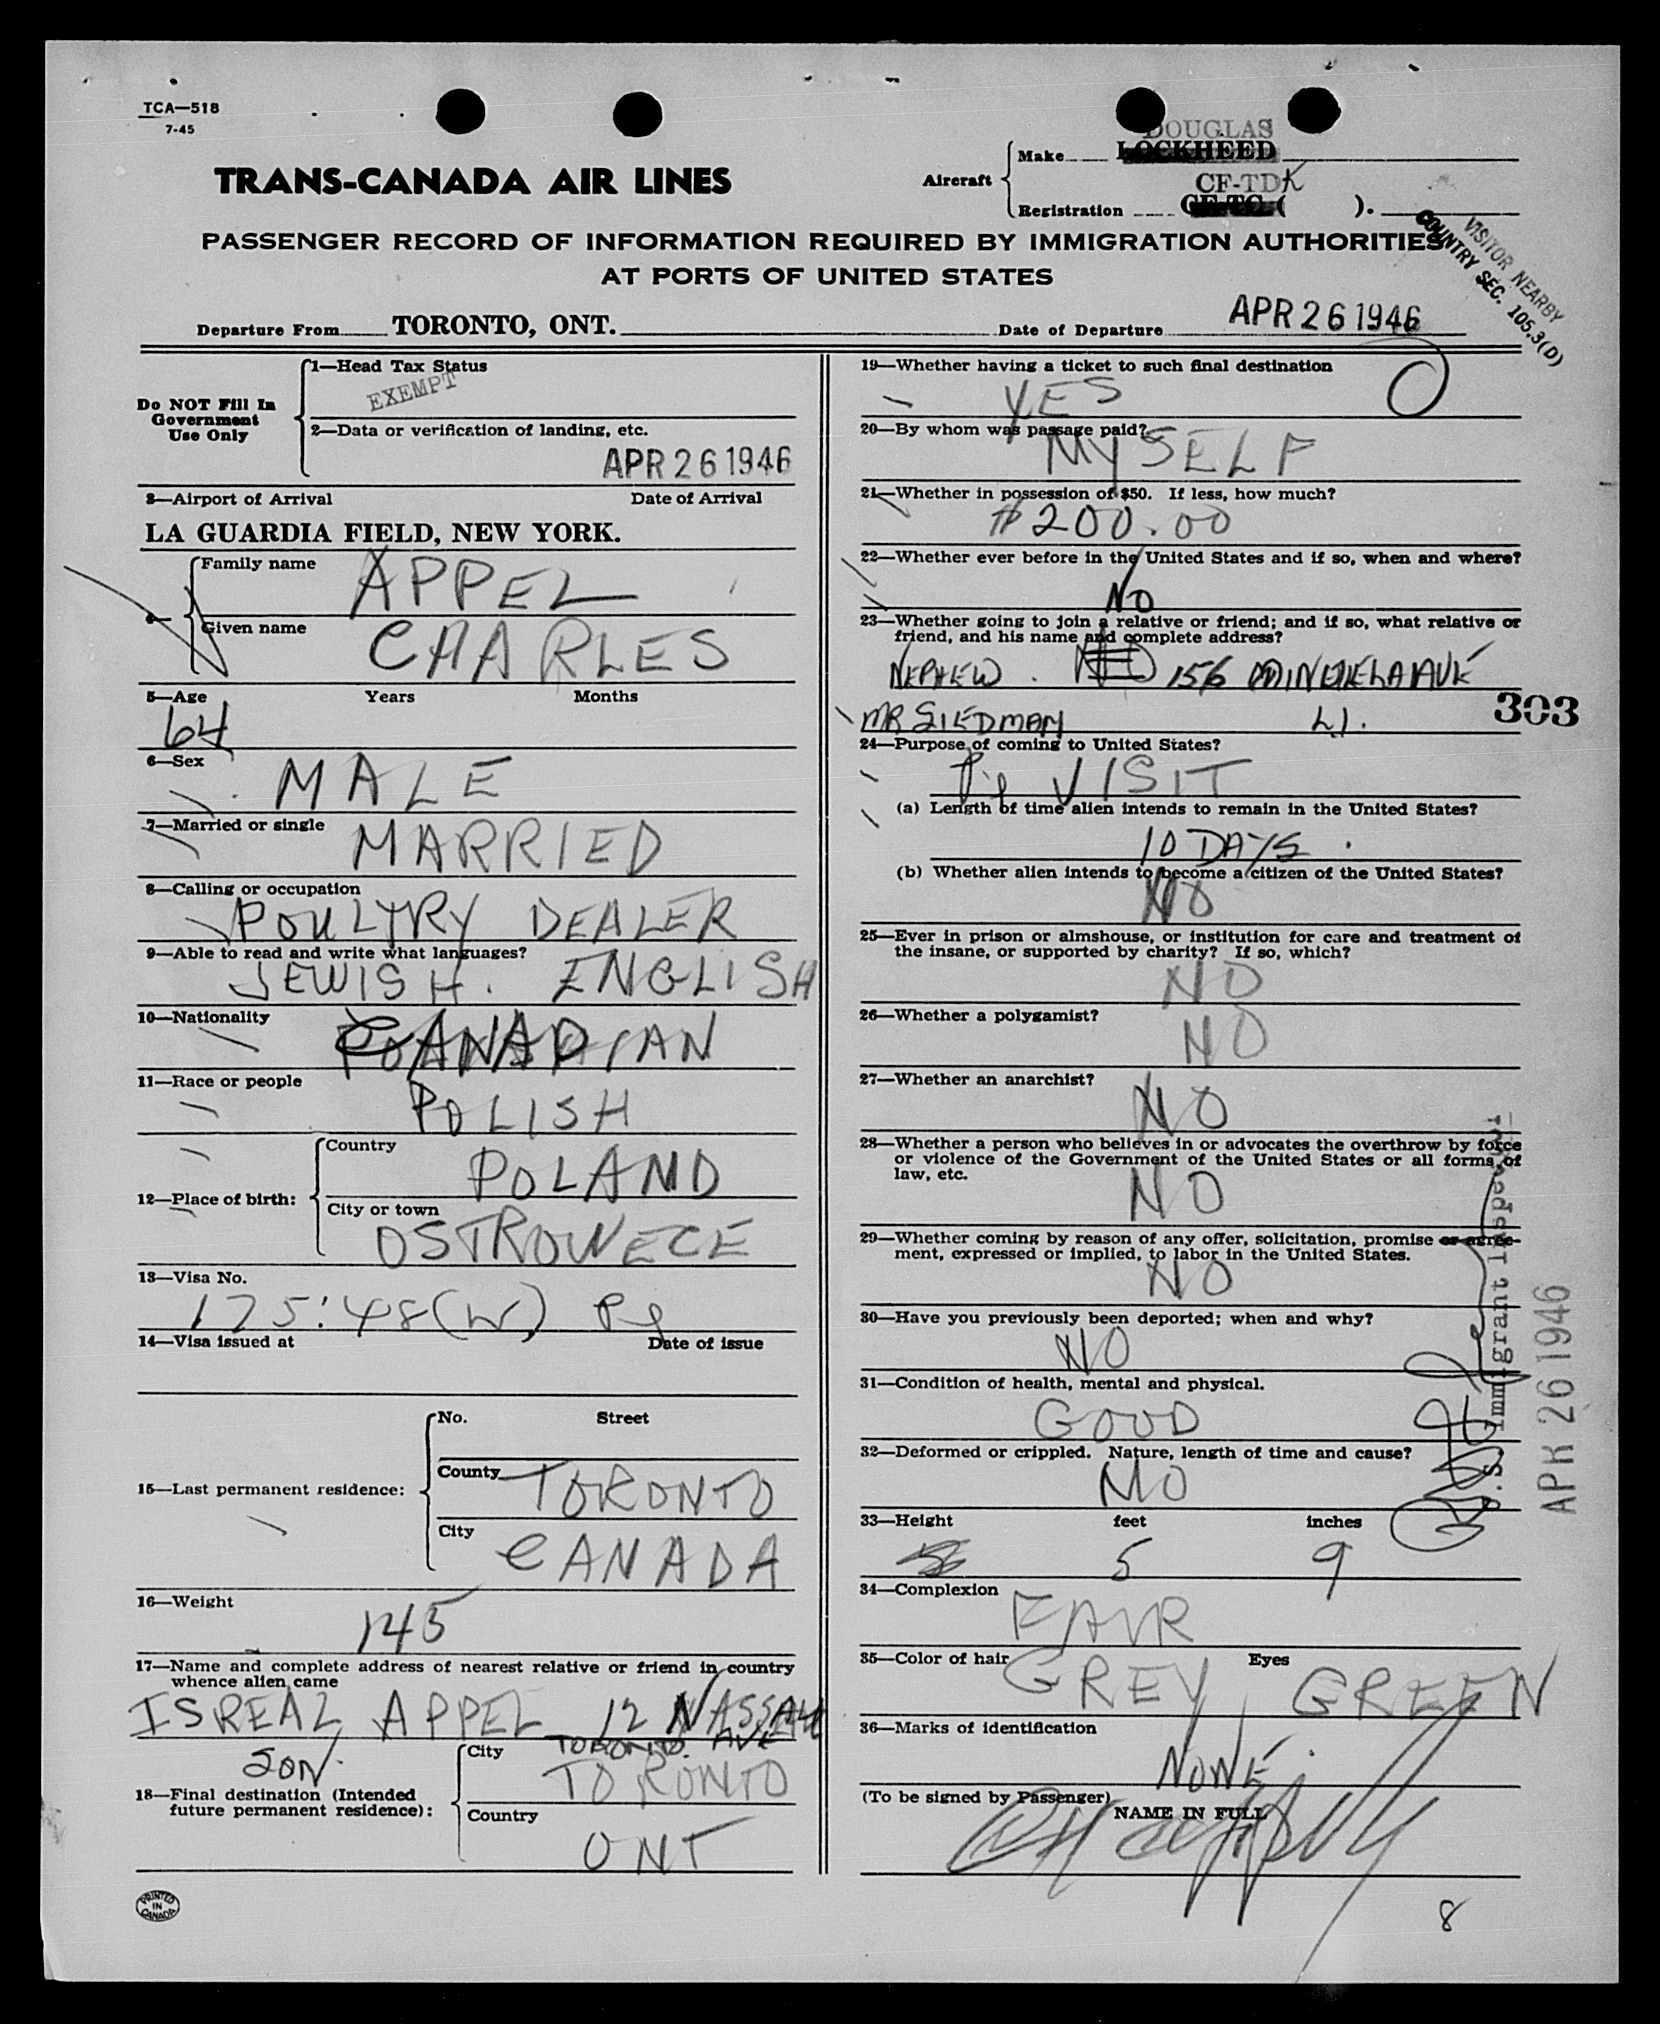 TCA—518
7-45
TRANS-CANADA AIR LINES
Aircraft
Make
DOUGLAS
LOCKHEED
Registration
CF-TDK
CF-TC ( ).
PASSENGER RECORD OF INFORMATION REQUIRED BY IMMIGRATION AUTHORITIES
AT PORTS OF UNITED STATES
VISITOR NEARBY
COUNTRY SEC. 105.3(D)
Departure From TORONTO, ONT. Date of Departure APR 26 1946
Do NOT Fill In
Government
Use Only
1—Head Tax Status
EXEMPT
2—Data or verification of landing, etc.
APR 26 1946
3—Airport of Arrival Date of Arrival
LA GUARDIA FIELD, NEW YORK.
4—
Family name APPEL
Given name CHARLES
5—Age Years Months
64
6—Sex
MALE
7—Married or single
MARRIED
8—Calling or occupation
POULTRY DEALER
9—Able to read and write what languages?
JEWISH. ENGLISH
10—Nationality
CANADIAN
11—Race or people
POLISH
12—Place of birth:
Country
POLAND
City or town
OSTROWECE
13—Visa No.
175:48(W)
14—Visa issued at Date of issue
15—Last permanent residence:
No. Street
County TORONTO
City
CANADA
16—Weight
145
17—Name and complete address of nearest relative or friend in country
whence alien came
ISREAL APPEL 12 NASSAU
SON. TORONTO. AVE
18—Final destination (Intended
future permanent residence):
City
TORONTO
Country
ONT
PRINTED
IN
CANADA
19—Whether having a ticket to such final destination
YES
O
20—By whom was passage paid?
MYSELF
21—Whether in possession of $50. If less, how much?
$200.00
22—Whether ever before in the United States and if so, when and where?
NO
23—Whether going to join a relative or friend; and if so, what relative or
friend, and his name and complete address?
NEPHEW. NO 156 AVE
MR SIEDMAN L I.
303
24—Purpose of coming to United States?
VISIT
(a) Length of time alien intends to remain in the United States?
10 DAYS.
(b) Whether alien intends to become a citizen of the United States?
NO
25—Ever in prison or almshouse, or institution for care and treatment of
the insane, or supported by charity? If so, which?
NO
26—Whether a polygamist?
NO
27—Whether an anarchist?
NO
28—Whether a person who believes in or advocates the overthrow by force
or violence of the Government of the United States or all forms of
law, etc.
NO
29—Whether coming by reason of any offer, solicitation, promise or agree-
ment, expressed or implied, to labor in the United States.
NO
30—Have you previously been deported; when and why?
NO
31—Condition of health, mental and physical.
GOOD
32—Deformed or crippled. Nature, length of time and cause?
NO
33—Height feet inches
5 9
34—Complexion
FAIR
35—Color of hair Eyes
GREY GREEN
36—Marks of identification
NONE
(To be signed by Passenger)
NAME IN FULL
U.S. Immigrant Inspector
APR 26 1946
8